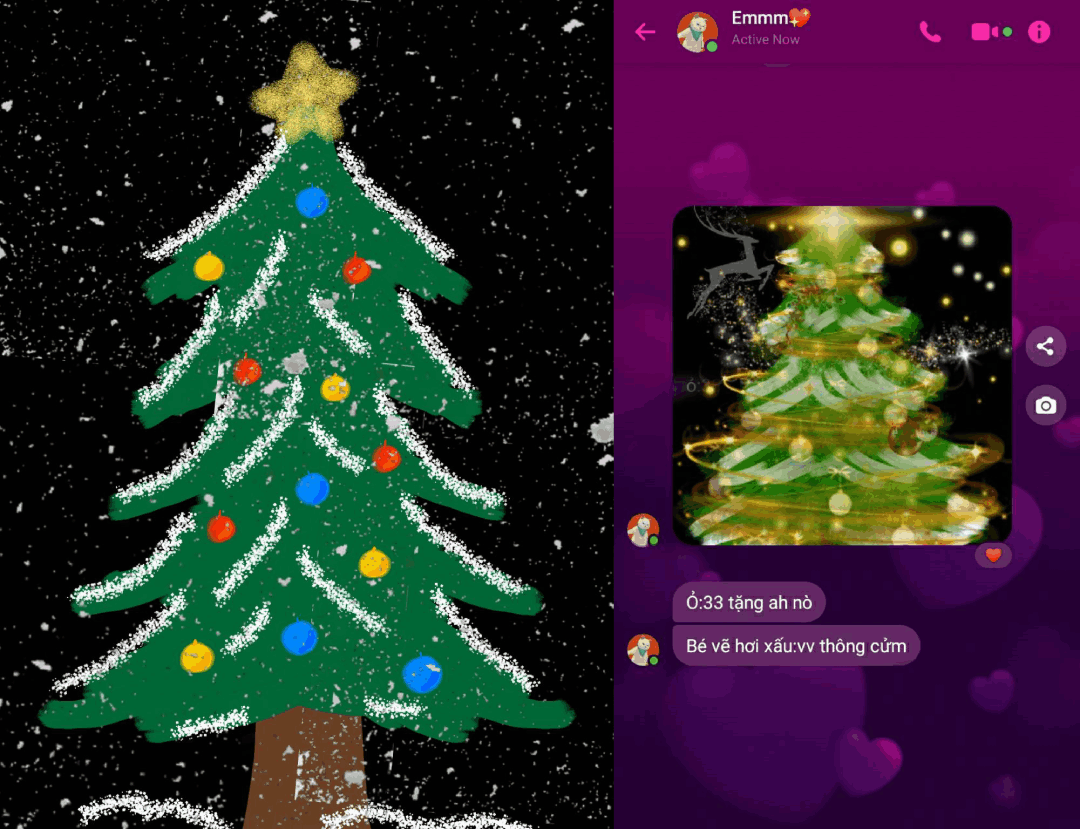 Emmm
Active Now
Ỏ:33 tặng ah nò
Bé vẽ hơi xấu:vv thông cửm